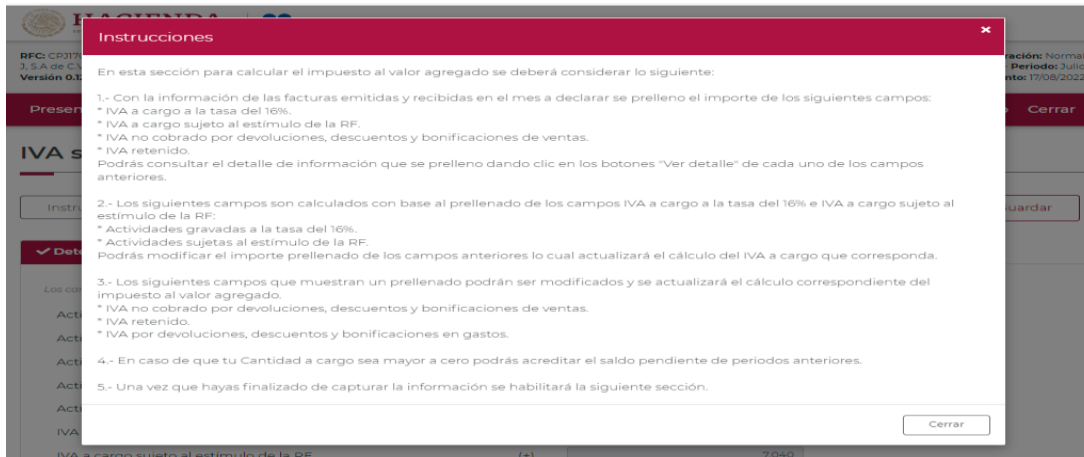 HACIENDA
Instrucciones
×
RFC: CPJ170
J, S.A de C.V
Versión 0.1
ración: Norma
Periodo: Julio
nto: 17/08/2022
Presen
Cerrar
IVA s
Instru
uardar
Dete
Los ca
Acti
Acti
Acti
Acti
Acti
IVA
En esta sección para calcular el impuesto al valor agregado se deberá considerar lo siguiente:
1.- Con la información de las facturas emitidas y recibidas en el mes a declarar se prelleno el importe de los siguientes campos:
* IVA a cargo a la tasa del 16%.
* IVA a cargo sujeto al estímulo de la RF.
* IVA no cobrado por devoluciones, descuentos y bonificaciones de ventas.
* IVA retenido.
Podrás consultar el detalle de información que se prelleno dando clic en los botones "Ver detalle" de cada uno de los campos
anteriores.
2.- Los siguientes campos son calculados con base al prellenado de los campos IVA a cargo a la tasa del 16% e IVA a cargo sujeto al
estímulo de la RF:
* Actividades gravadas a la tasa del 16%.
* Actividades sujetas al estímulo de la RF.
Podrás modificar el importe prellenado de los campos anteriores lo cual actualizará el cálculo del IVA a cargo que corresponda.
3.- Los siguientes campos que muestran un prellenado podrán ser modificados y se actualizará el cálculo correspondiente del
impuesto al valor agregado.
* IVA no cobrado por devoluciones, descuentos y bonificaciones de ventas.
* IVA retenido.
* IVA por devoluciones, descuentos y bonificaciones en gastos.
4.- En caso de que tu Cantidad a cargo sea mayor a cero podrás acreditar el saldo pendiente de periodos anteriores.
5.- Una vez que hayas finalizado de capturar la información se habilitará la siguiente sección.
Cerrar
IVA a cargo sujeto al estímulo de la RF (+) 7,040